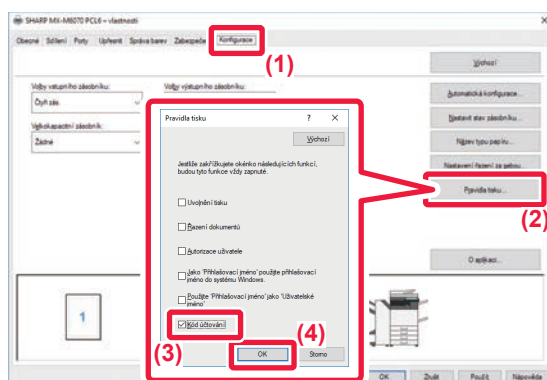 SHARP MX-M6070 PCL6 – vlastnosti
Obecné Sdílení Porty Upřesnit Správa barev Zabezpeče Konfigurace
(1)
Výchozí
Volby vstupního zásobníku:
Volby výstupního zásobníku:
Čtyři zás.
Automatická konfigurace...
Nastavit stav zásobníku...
Velkokapacitní zásobník:
Žádné
Název typu papíru...
Nastavení řazení za sebou...
Pravidla tisku...
(2)
Pravidla tisku
?
X
Výchozí
Jestliže zakřížkujete okénko následujících funkcí,
budou tyto funkce vždy zapnuté.
Uvolnění tisku
Řazení dokumentů
Autorizace uživatele
Jako 'Přihlašovací jméno' použijte přihlašovací
jméno do systému Windows.
Použijte 'Přihlašovací jméno' jako 'Uživatelské
jméno'
Kód účtování
(3)
(4)
OK
Storno
O aplikaci...
1
OK
Zrušit
Použít
Nápověda